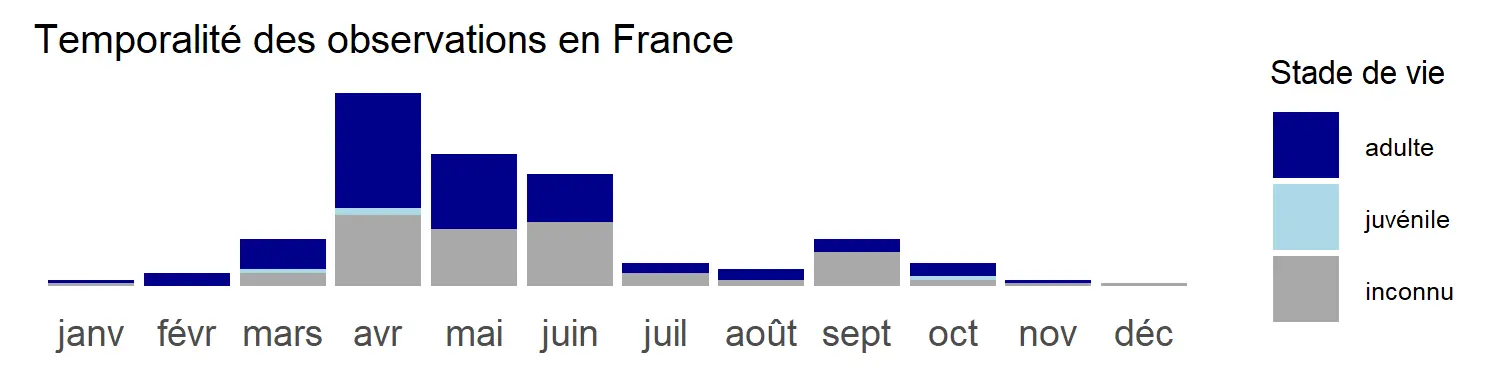 Temporalité des observations en France
Stade de vie
adulte
juvénile
inconnu
janv févr mars avr mai juin juil août sept oct nov déc